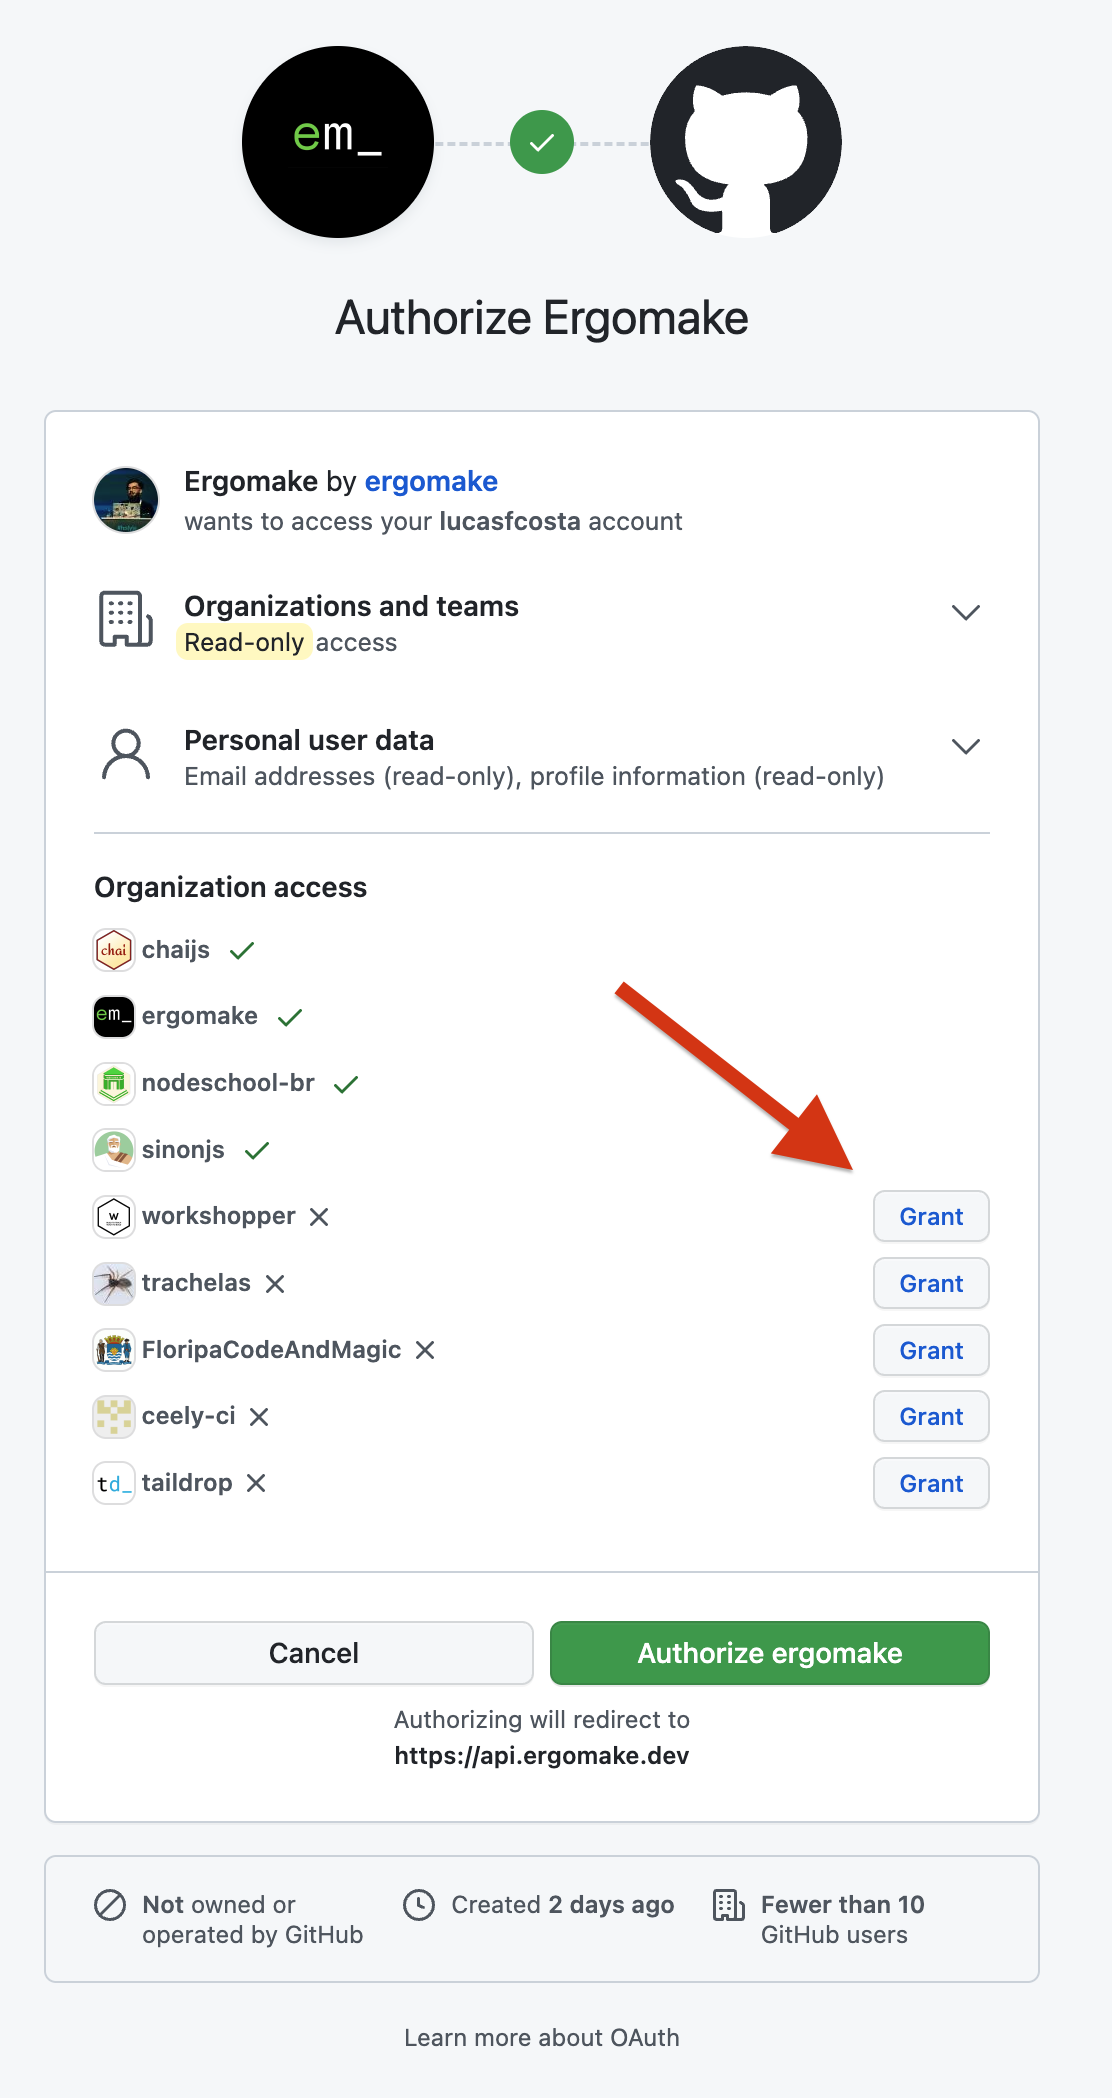 em_
Authorize Ergomake
Ergomake by ergomake
wants to access your lucasfcosta account
Organizations and teams
Read-only access
Personal user data
Email addresses (read-only), profile information (read-only)
Organization access
chai chaijs
em_ ergomake
nodeschool-br
sinonjs
W workshopper Grant
trachelas Grant
FloripaCodeAndMagic Grant
ceely-ci Grant
td_ taildrop Grant
Cancel Authorize ergomake
Authorizing will redirect to
https://api.ergomake.dev
Not owned or
operated by GitHub
Created 2 days ago
Fewer than 10
GitHub users
Learn more about OAuth